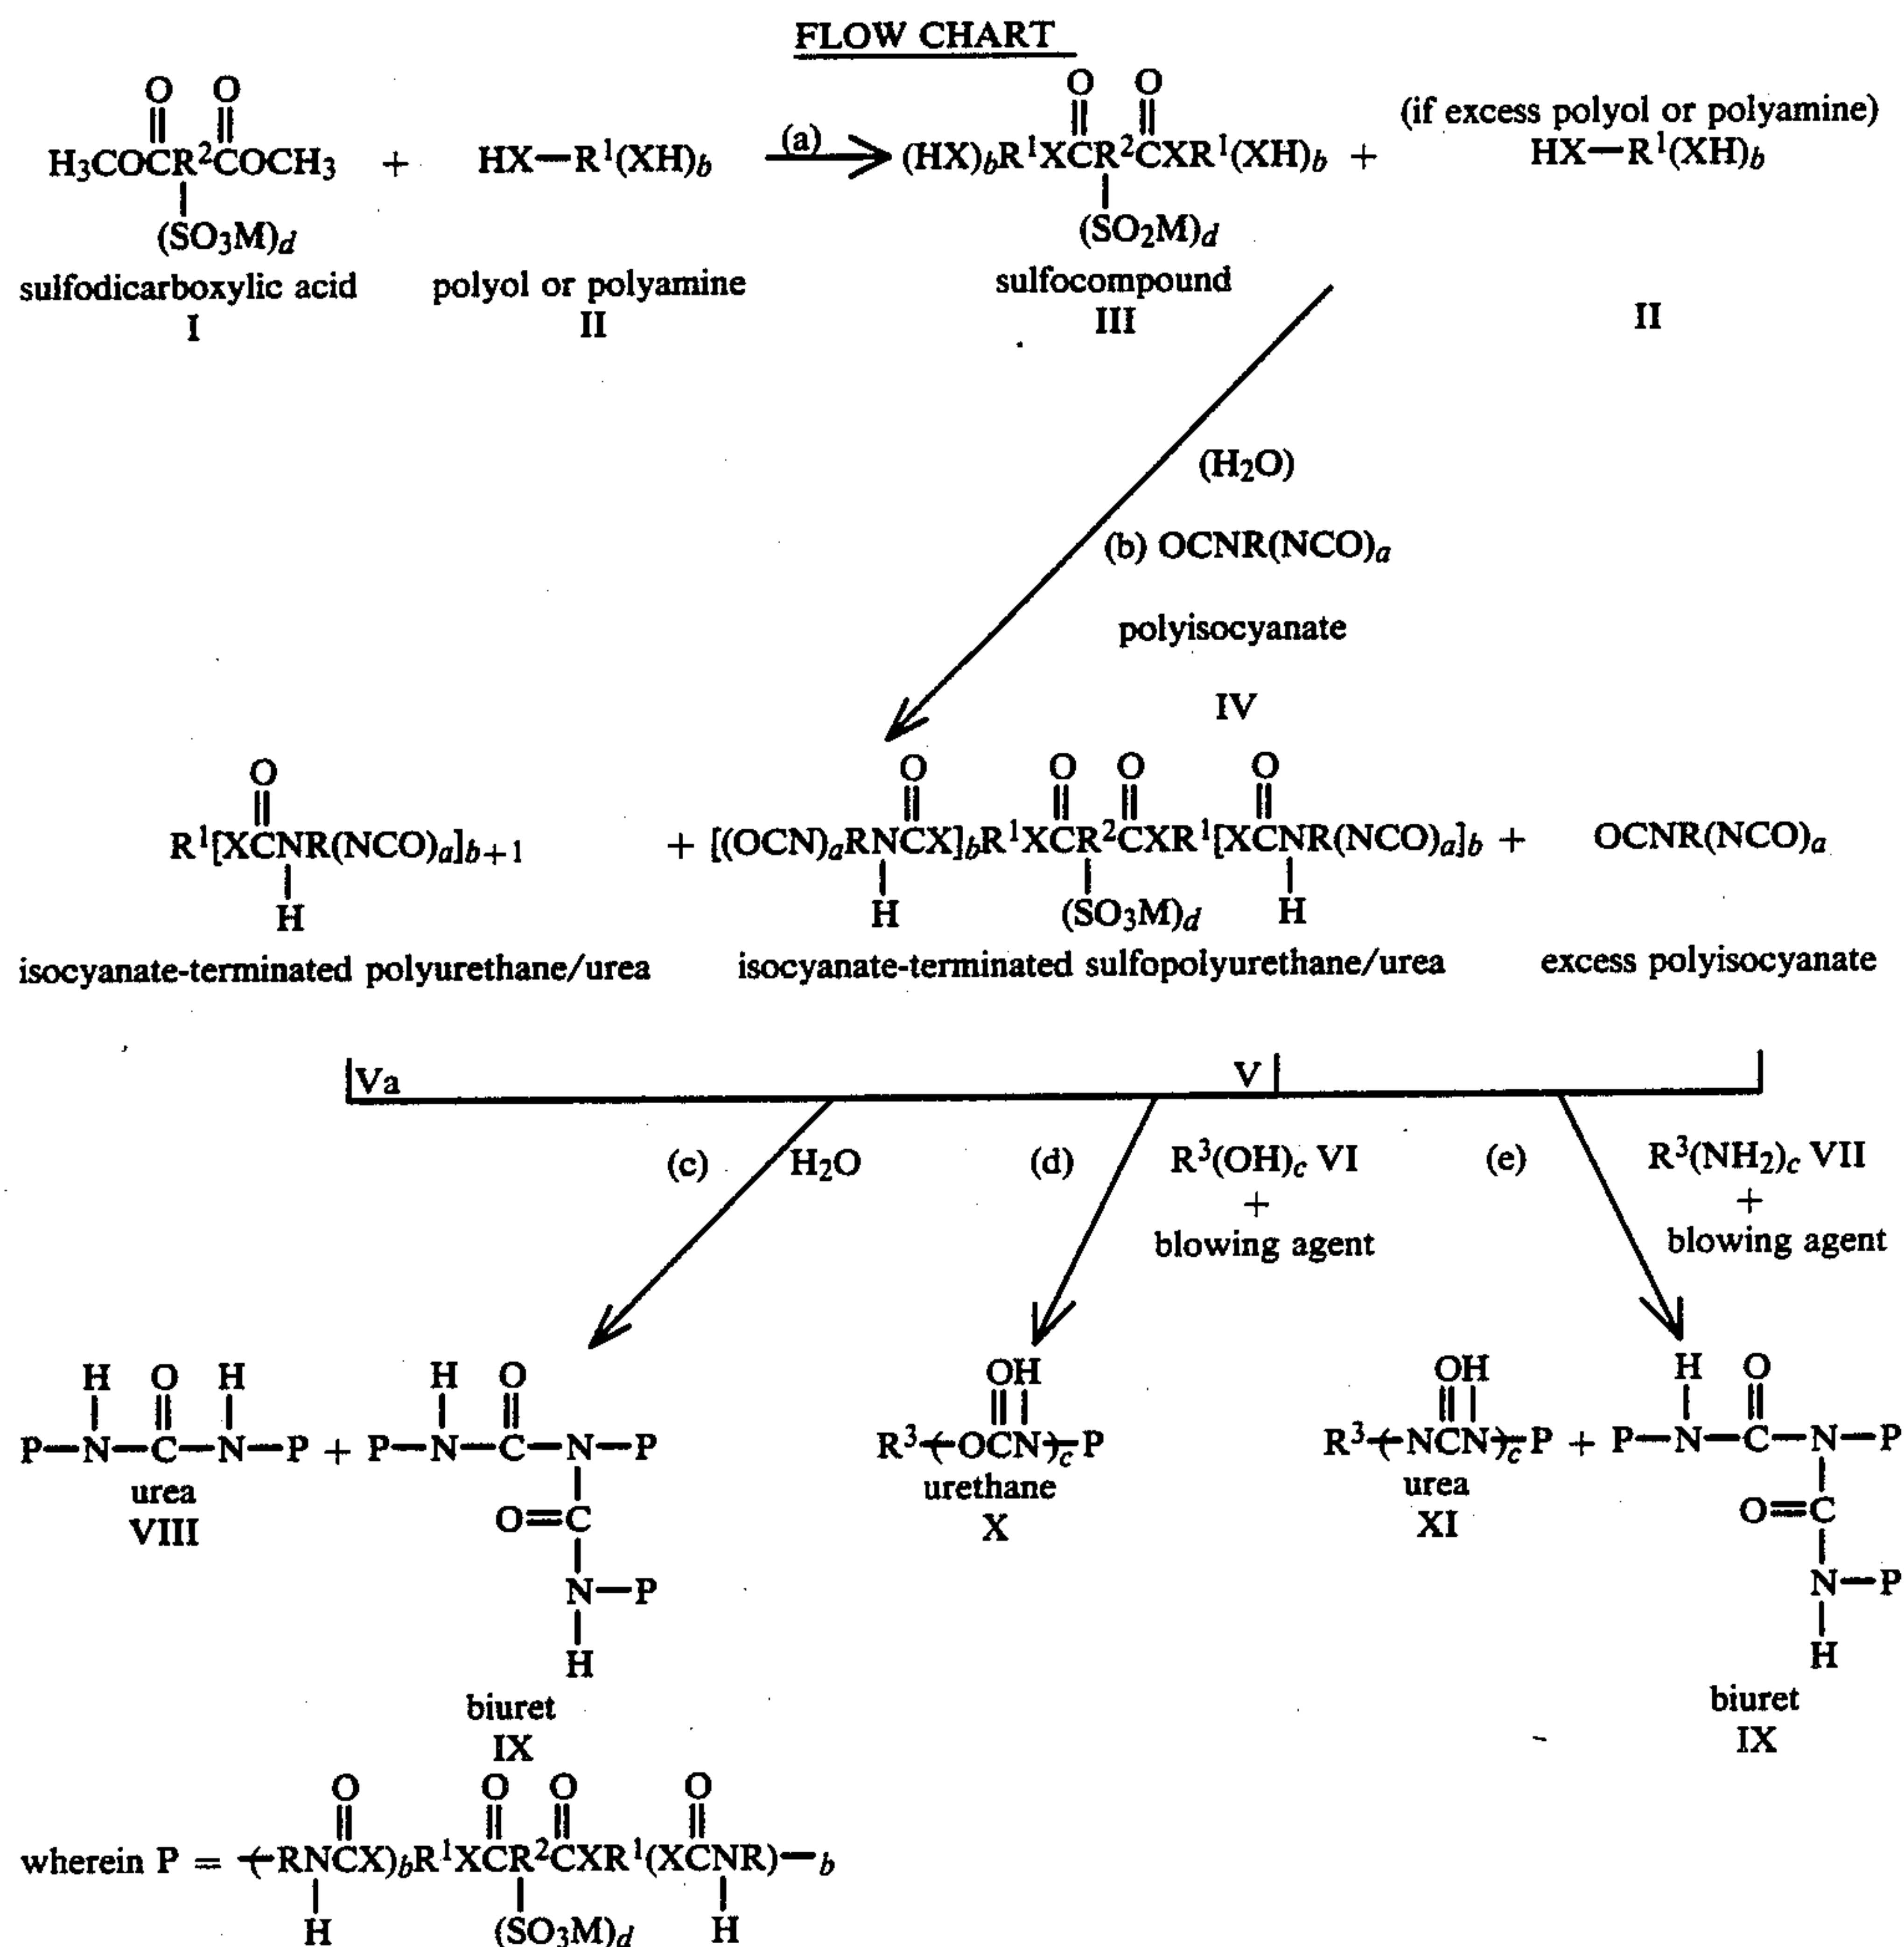 FLOW CHART
O O O O (if excess polyol or polyamine)
H₃COCR²COCH₃ + HX—R¹(XH)b (a) (HX)bR¹XCR²CXR¹(XH)b + HX—R¹(XH)b
(SO₃M)d (SO₂M)d
sulfodicarboxylic acid polyol or polyamine sulfocompound
I II III II
(H₂O)
(b) OCNR(NCO)a
polyisocyanate
IV
O O O O O
R¹[XCNR(NCO)a]b+1 + [(OCN)aRNCX]bR¹XCR²CXR¹[XCNR(NCO)a]b + OCNR(NCO)a
H H (SO₃M)d H
isocyanate-terminated polyurethane/urea isocyanate-terminated sulfopolyurethane/urea excess polyisocyanate
Va V
(c) H₂O (d) R³(OH)c VI (e) R³(NH₂)c VII
+ +
blowing agent blowing agent
H O H H O OH OH H O
P—N—C—N—P + P—N—C—N—P R³(OCN)cP R³(NCN)cP + P—N—C—N—P
urea urethane urea
VIII O=C X XI O=C
N—P N—P
H H
biuret biuret
IX IX
O O O O
wherein P = (RNCX)bR¹XCR²CXR¹(XCNR)—b
H (SO₃M)d H